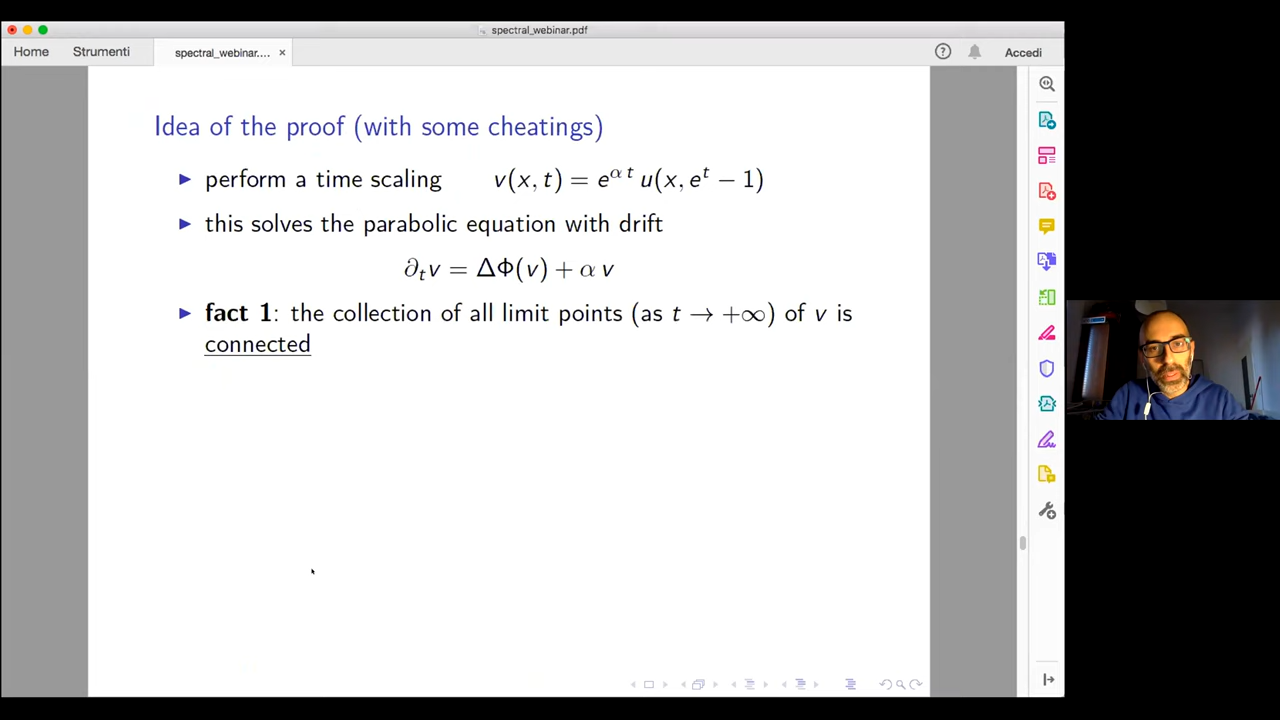 spectral_webinar.pdf
Home Strumenti spectral_webinar.... × Accedi
Idea of the proof (with some cheatings)
▶ perform a time scaling v(x, t) = e^{α t} u(x, e^t − 1)
▶ this solves the parabolic equation with drift
∂_t v = ΔΦ(v) + α v
▶ fact 1: the collection of all limit points (as t → +∞) of v is
connected